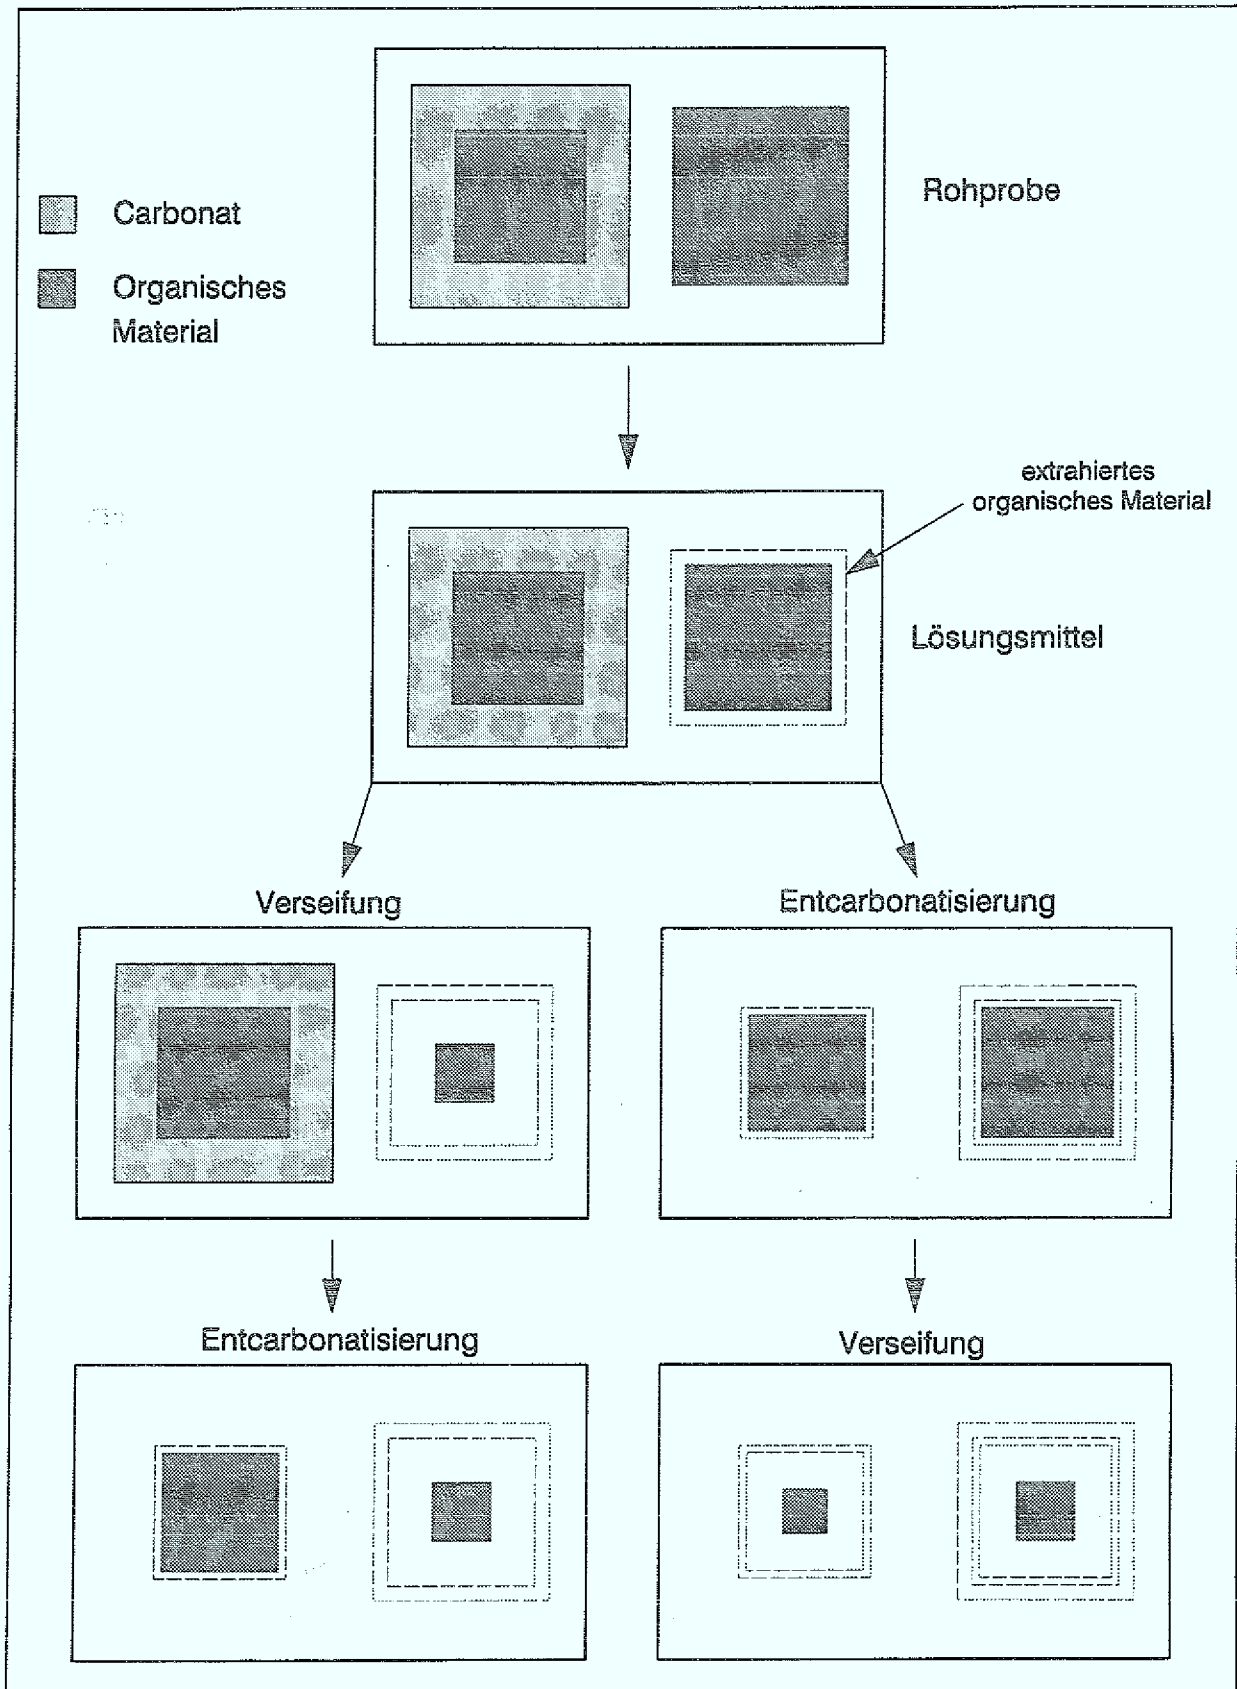 Rohprobe
Carbonat
Organisches
Material
extrahiertes
organisches Material
Lösungsmittel
Verseifung
Entcarbonatisierung
Entcarbonatisierung
Verseifung